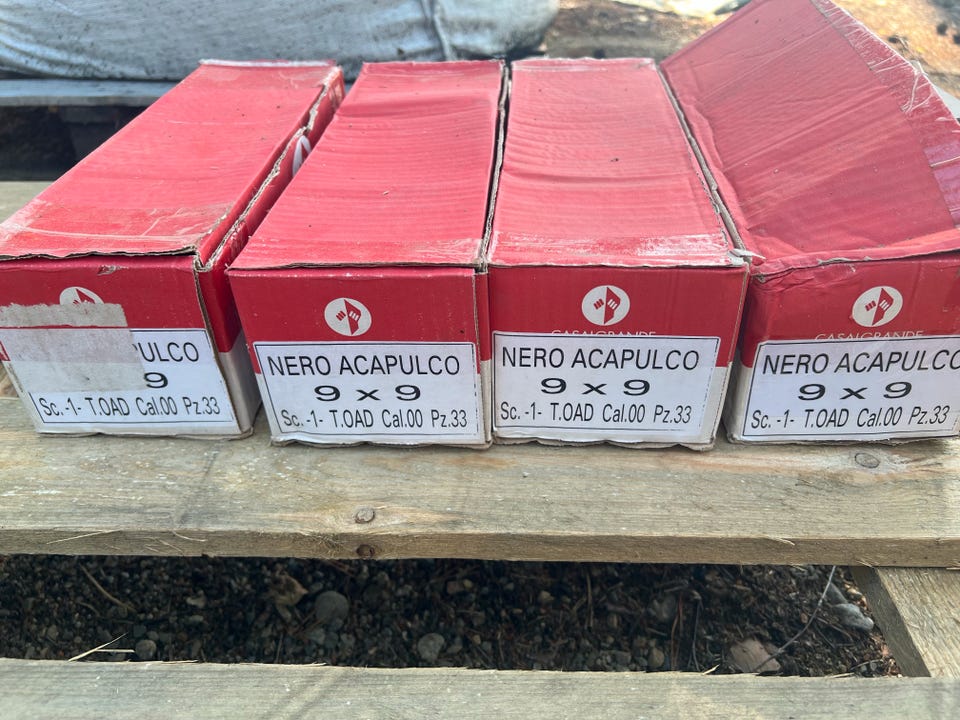 ULCO
9
Sc. -1- T.OAD Cal.00 Pz.33
NERO ACAPULCO
9 x 9
Sc. -1- T.OAD Cal.00 Pz.33
CASALGRANDE
NERO ACAPULCO
9 x 9
Sc. -1- T.OAD Cal.00 Pz.33
CASALGRANDE
NERO ACAPULCO
9 x 9
Sc. -1- T.OAD Cal.00 Pz.33